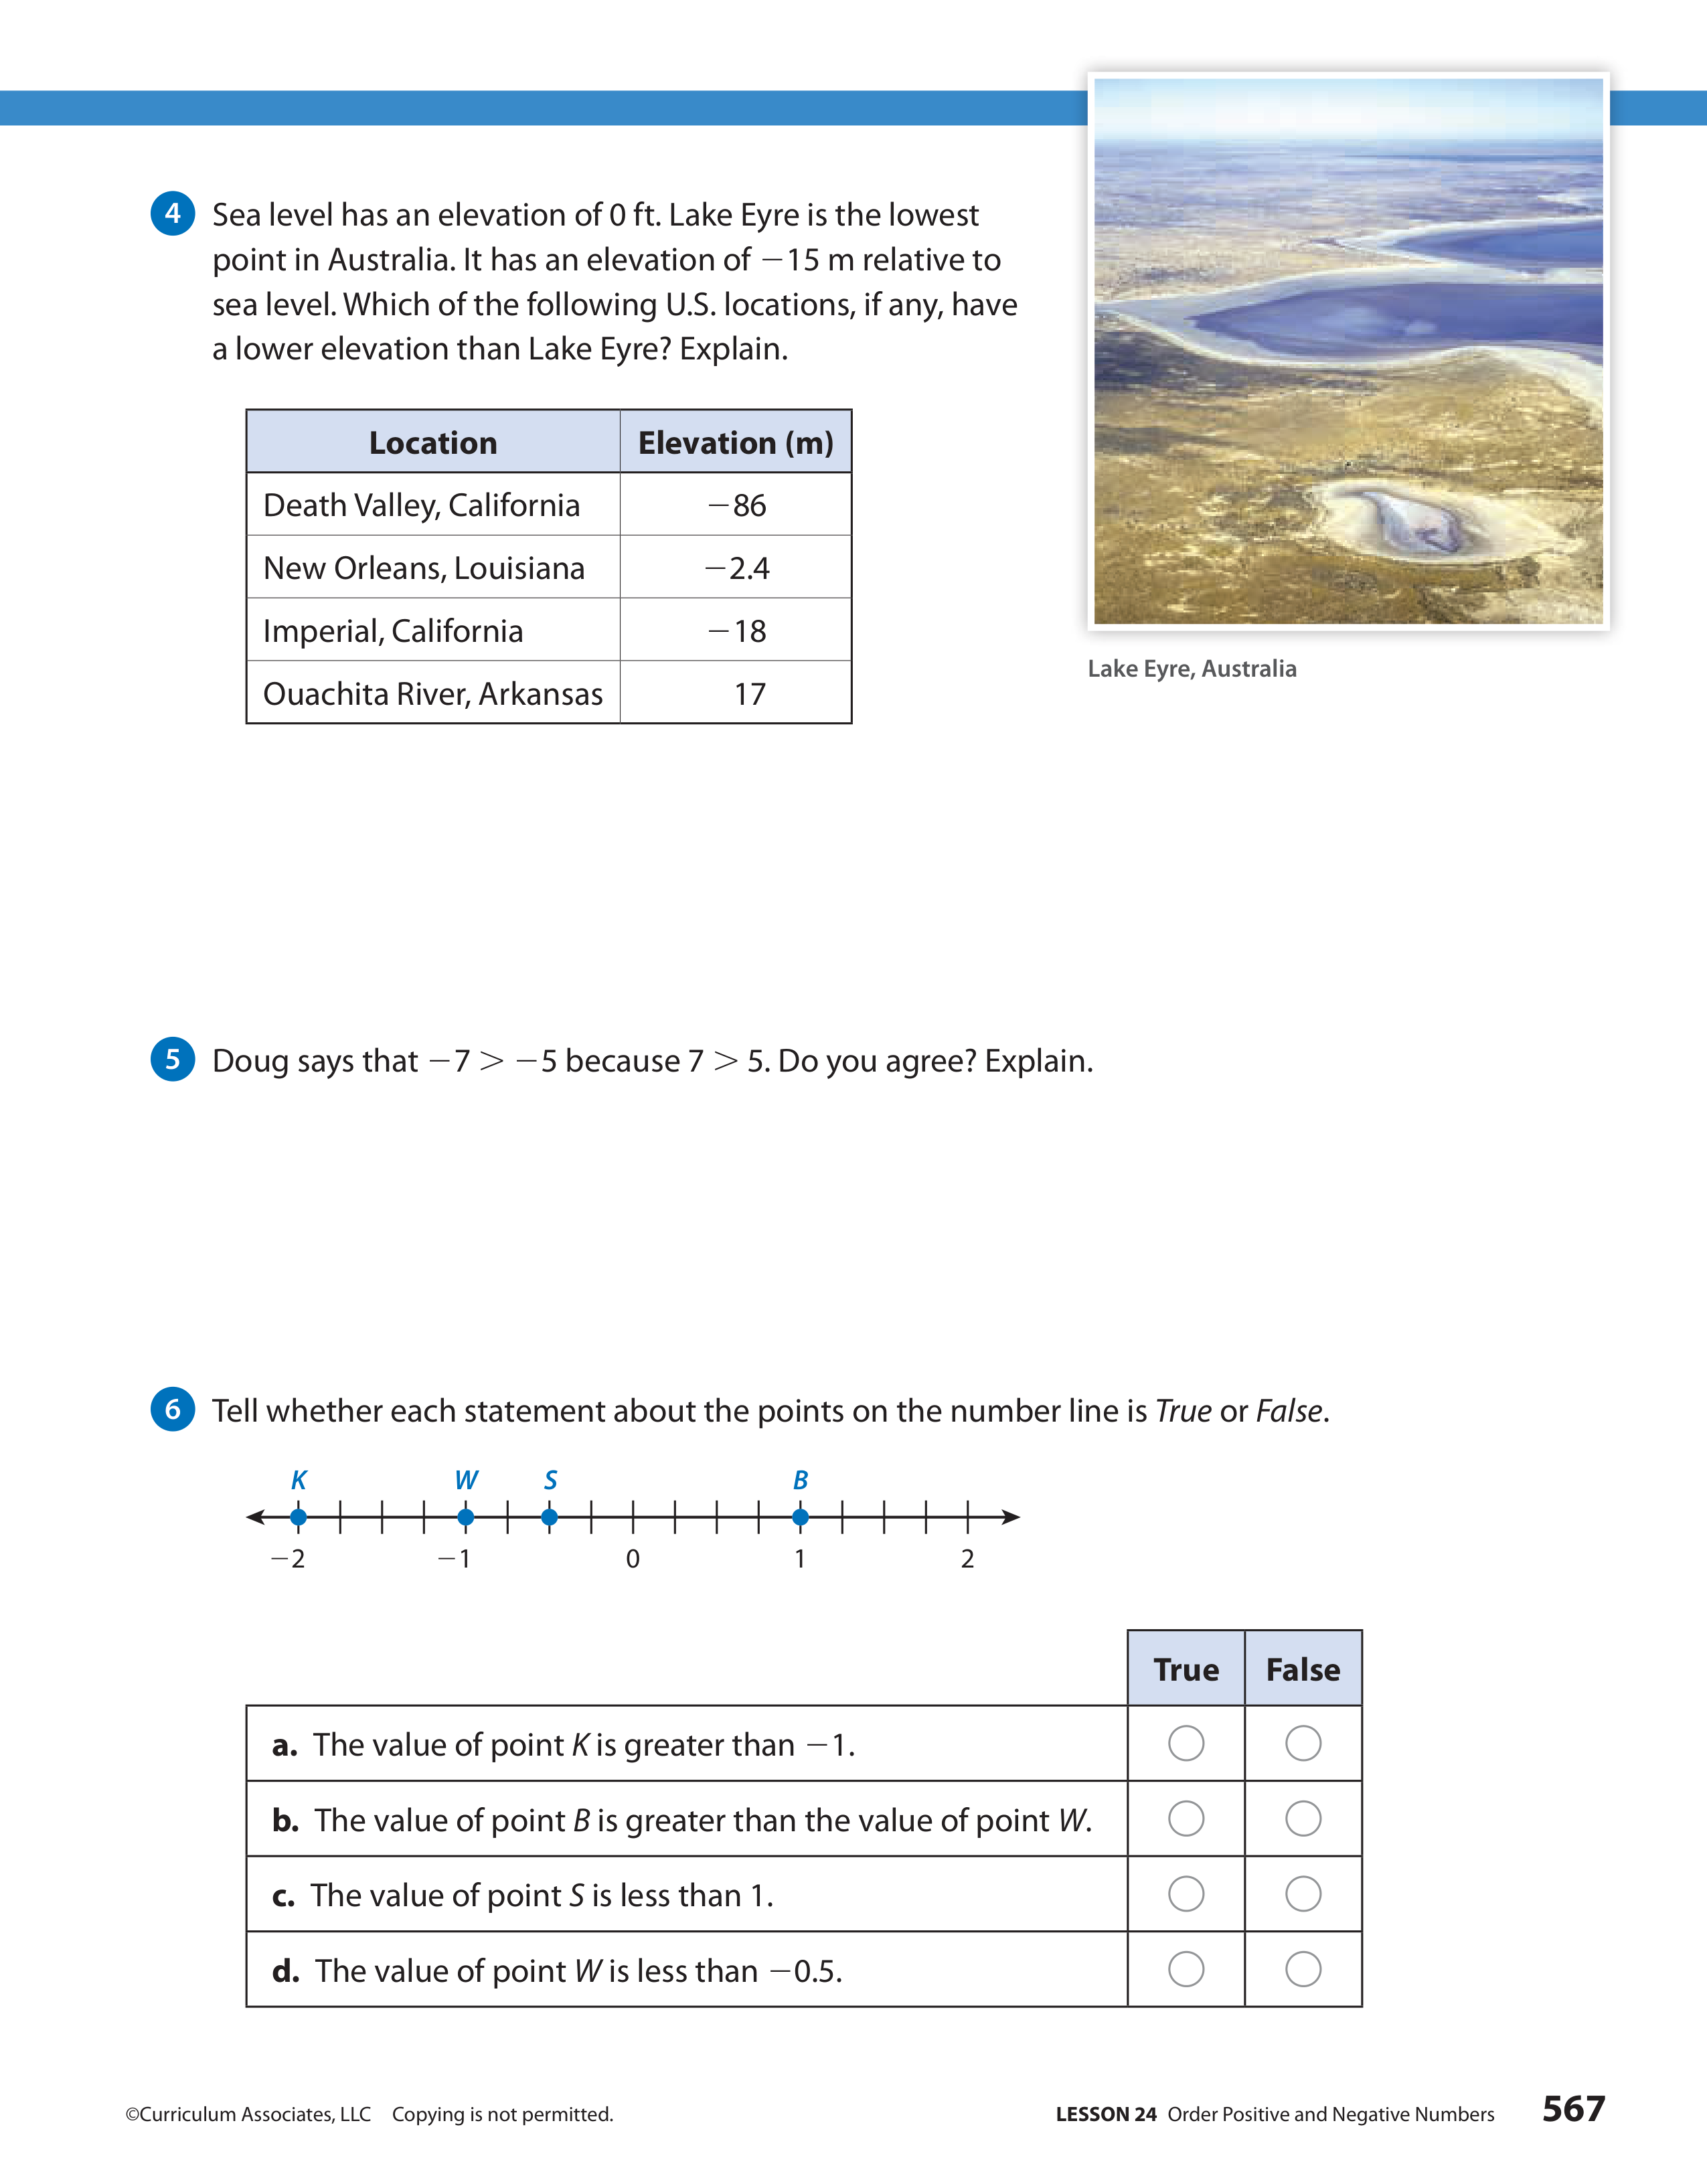 4 Sea level has an elevation of 0 ft. Lake Eyre is the lowest
point in Australia. It has an elevation of −15 m relative to
sea level. Which of the following U.S. locations, if any, have
a lower elevation than Lake Eyre? Explain.
Location Elevation (m)
Death Valley, California −86
New Orleans, Louisiana −2.4
Imperial, California −18
Ouachita River, Arkansas 17
Lake Eyre, Australia
5 Doug says that −7 > −5 because 7 > 5. Do you agree? Explain.
6 Tell whether each statement about the points on the number line is True or False.
K W S B
−2 −1 0 1 2
True False
a. The value of point K is greater than −1.
b. The value of point B is greater than the value of point W.
c. The value of point S is less than 1.
d. The value of point W is less than −0.5.
©Curriculum Associates, LLC Copying is not permitted. LESSON 24 Order Positive and Negative Numbers 567